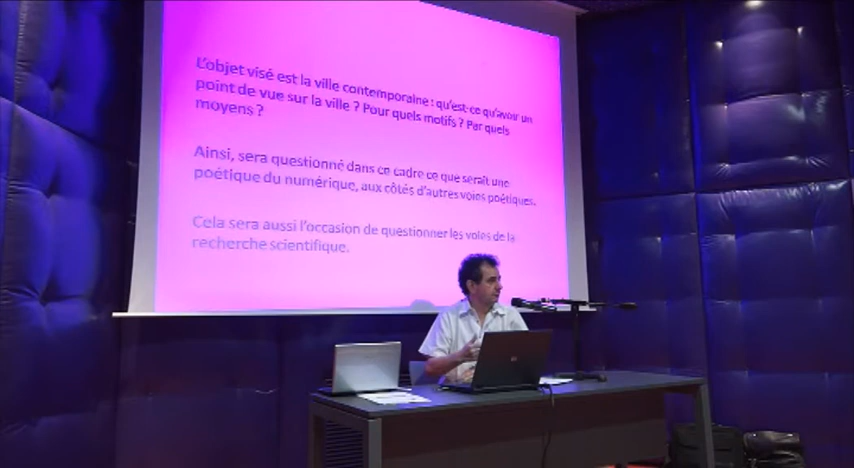 L'objet visé est la ville contemporaine : qu'est-ce qu'avoir un
point de vue sur la ville ? Pour quels motifs ? Par quels
moyens ?
Ainsi, sera questionné dans ce cadre ce que serait une
poétique du numérique, aux côtés d'autres voies poétiques.
Cela sera aussi l'occasion de questionner les voies de la
recherche scientifique.